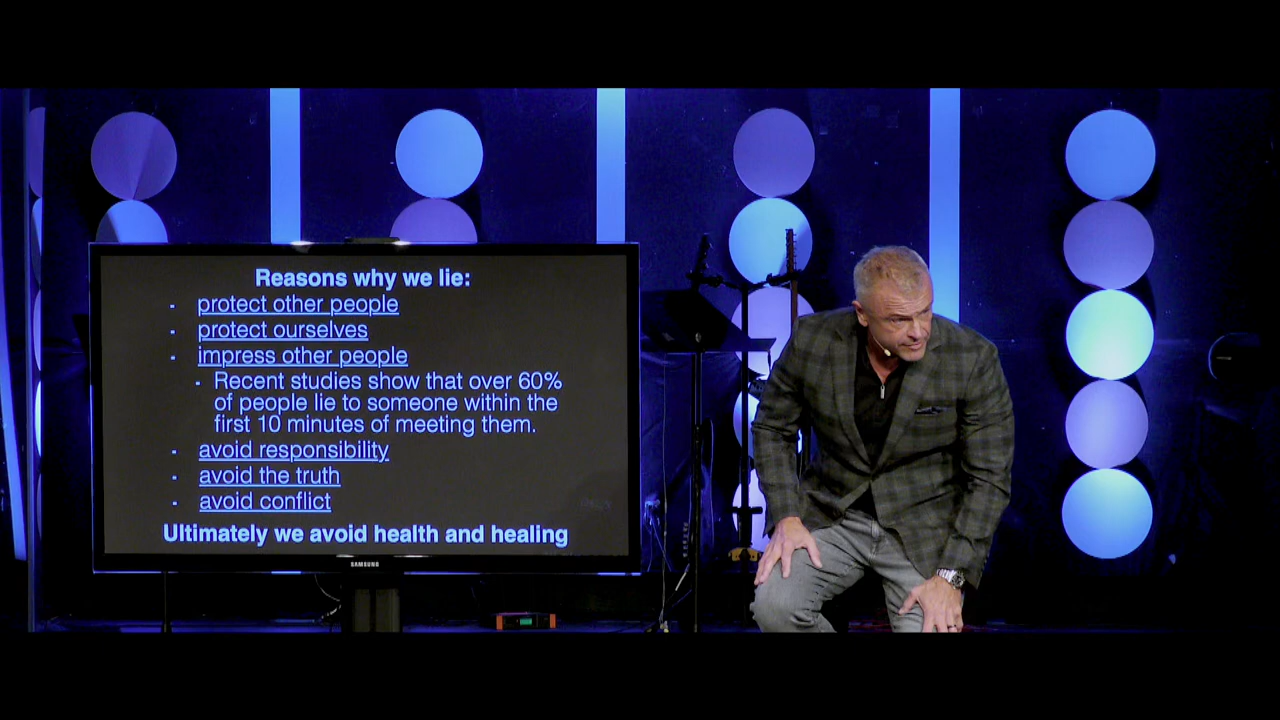 Reasons why we lie:
protect other people
protect ourselves
impress other people
Recent studies show that over 60%
of people lie to someone within the
first 10 minutes of meeting them.
avoid responsibility
avoid the truth
avoid conflict
Ultimately we avoid health and healing
SAMSUNG